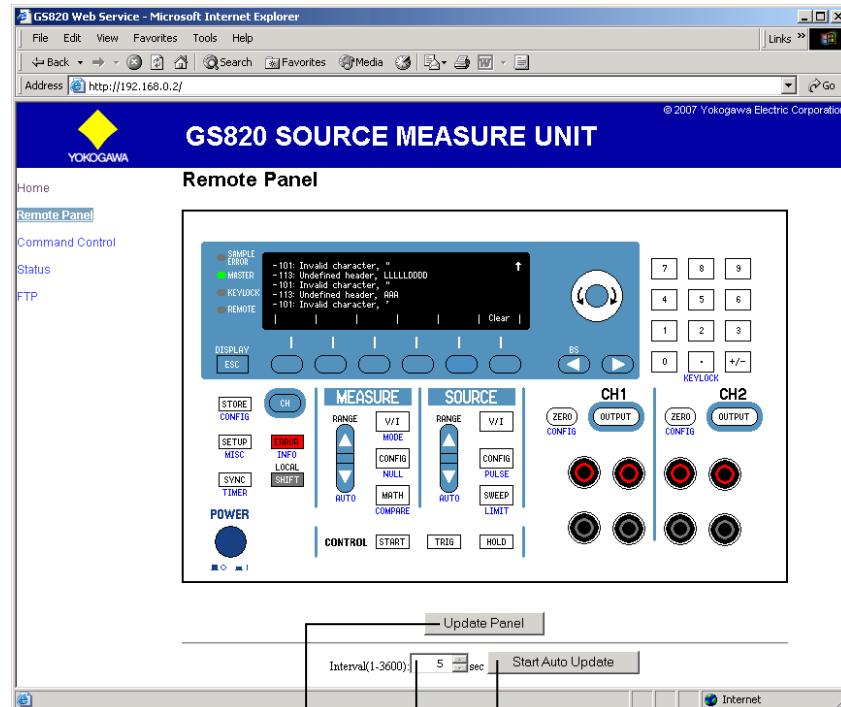 GS820 Web Service - Microsoft Internet Explorer
File Edit View Favorites Tools Help
Links »
Back
Search Favorites Media
Address http://192.168.0.2/
Go
© 2007 Yokogawa Electric Corporation
YOKOGAWA
GS820 SOURCE MEASURE UNIT
Home
Remote Panel
Command Control
Status
FTP
Remote Panel
SAMPLE
ERROR
MASTER
KEYLOCK
REMOTE
-101: Invalid character, "
-113: Undefined header, LLLLLDDDD
-101: Invalid character, "
-113: Undefined header, AAA
-101: Invalid character, '
Clear
DISPLAY
ESC
BS
7 8 9
4 5 6
1 2 3
0 . +/-
KEYLOCK
STORE
CONFIG
CH
SETUP
MISC
ERROR
INFO
LOCAL
SYNC
TIMER
SHIFT
POWER
MEASURE
RANGE
V/I
MODE
CONFIG
NULL
AUTO
MATH
COMPARE
SOURCE
RANGE
V/I
CONFIG
PULSE
AUTO
SWEEP
LIMIT
CONTROL START TRIG HOLD
CH1
ZERO
CONFIG
OUTPUT
CH2
ZERO
CONFIG
OUTPUT
Update Panel
Interval(1-3600): 5 sec Start Auto Update
Internet